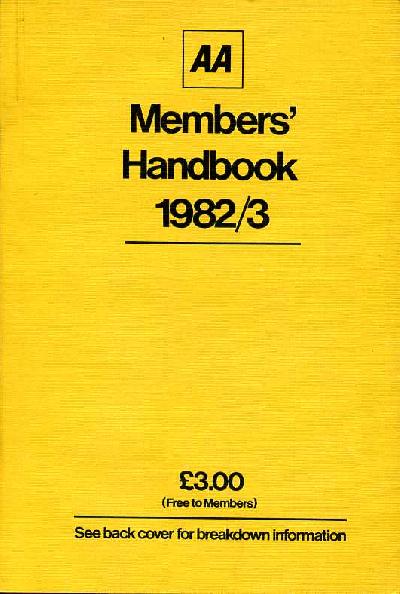 AA
Members'
Handbook
1982/3
£3.00
(Free to Members)
See back cover for breakdown information